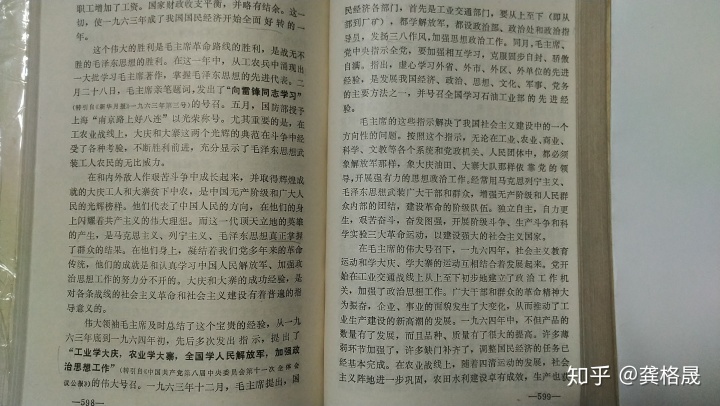 职工增加了工资。国家财政收支平衡，并略有结余。这一
切，使一九六三年成了我国国民经济开始全面好转的一
年。
这个伟大的胜利是毛主席革命路线的胜利，是战无不
胜的毛泽东思想的胜利。在这一年中，从工农兵中涌现出
一大批学习毛主席著作，掌握毛泽东思想的先进代表。二
月二十八日，毛主席亲笔题词，发出了“向雷锋同志学习”
（转引自《新华月报》一九六三年第三号）的号召。五月，国防部授予
上海“南京路上好八连”以光荣称号。尤其重要的是，在
工农业战线上，大庆和大寨这两个光辉的典范在斗争中经
受了各种考验，不断胜利前进，充分显示了毛泽东思想武
装工人农民的无比威力。
在和内外敌人作艰苦斗争中成长起来，并取得辉煌成
就的大庆工人和大寨贫下中农，是中国无产阶级和广大人
民的光辉榜样。他们代表了中国人民的方向，在他们的身
上闪耀着共产主义的伟大理想。而这一代顶天立地的英雄
的产生，是马克思主义、列宁主义、毛泽东思想真正掌握
了群众的结果。在他们身上，凝结着我们党多年来的革命
传统，他们的成就是和认真学习中国人民解放军、加强政
治思想工作的努力分不开的。大庆和大寨的成功经验，是
对各条战线的社会主义革命和社会主义建设有着普遍的指
导意义的。
伟大领袖毛主席及时总结了这个宝贵的经验，从一九
六三年底到一九六四年初，先后多次发出指示，提出了
“工业学大庆，农业学大寨，全国学人民解放军，加强政
治思想工作”（转引自《中国共产党第八届中央委员会第十一次全体会
议公报》）的伟大号召。一九六三年十二月，毛主席提出，国
—598—
民经济各部门，首先是工业交通部门，要从上至下（即从
部到厂矿），都学解放军，都设政治部、政治处和政治指
导员，发扬三八作风，加强思想政治工作。同月，毛主席、
党中央指示全党，要加强相互学习，克服固步自封、骄傲
自满。指出，虚心学习外省、外市、外区、外单位的先进
经验，是发展我国经济、政治、思想、文化、军事、党务
的主要方法之一，并号召全国学习石油工业部的先进经
验。
毛主席的这些指示解决了我国社会主义建设中的一个
方向性的问题。按照这个指示，无论在工业、农业、商业、
科学、文教等各个系统和党政机关、人民团体中，都必须
象解放军那样，象大庆油田、大寨大队那样依靠党的领
导，开展强有力的思想政治工作，经常用马克思列宁主义、
毛泽东思想武装广大干部和群众，增强无产阶级和人民群
众内部的团结，建设革命的阶级队伍。独立自主，自力更
生，艰苦奋斗，奋发图强，开展阶级斗争、生产斗争和科
学实验三大革命运动，以建设强大的社会主义国家。
在毛主席的伟大号召下，一九六四年，社会主义教育
运动和学大庆、学大寨的运动互相结合着发展起来。党开
始在工业交通战线上从上至下初步地建立了政治工作机
关，加强了政治工作。广大干部和群众的革命精神大
为振奋，企业、事业的面貌发生了大变化，从而推动了工
业生产建设的新高潮的发展。一九六四年中，不但产品的
数量有了发展，而且品种、质量有了很大的提高。许多薄
弱环节加强了，许多缺门补齐了，调整国民经济的任务已
经基本完成。在农业战线上，随着四清运动的发展，社会
主义阵地进一步巩固，农田水利建设卓有成效，生产也
—599—
知乎 @龚格晟